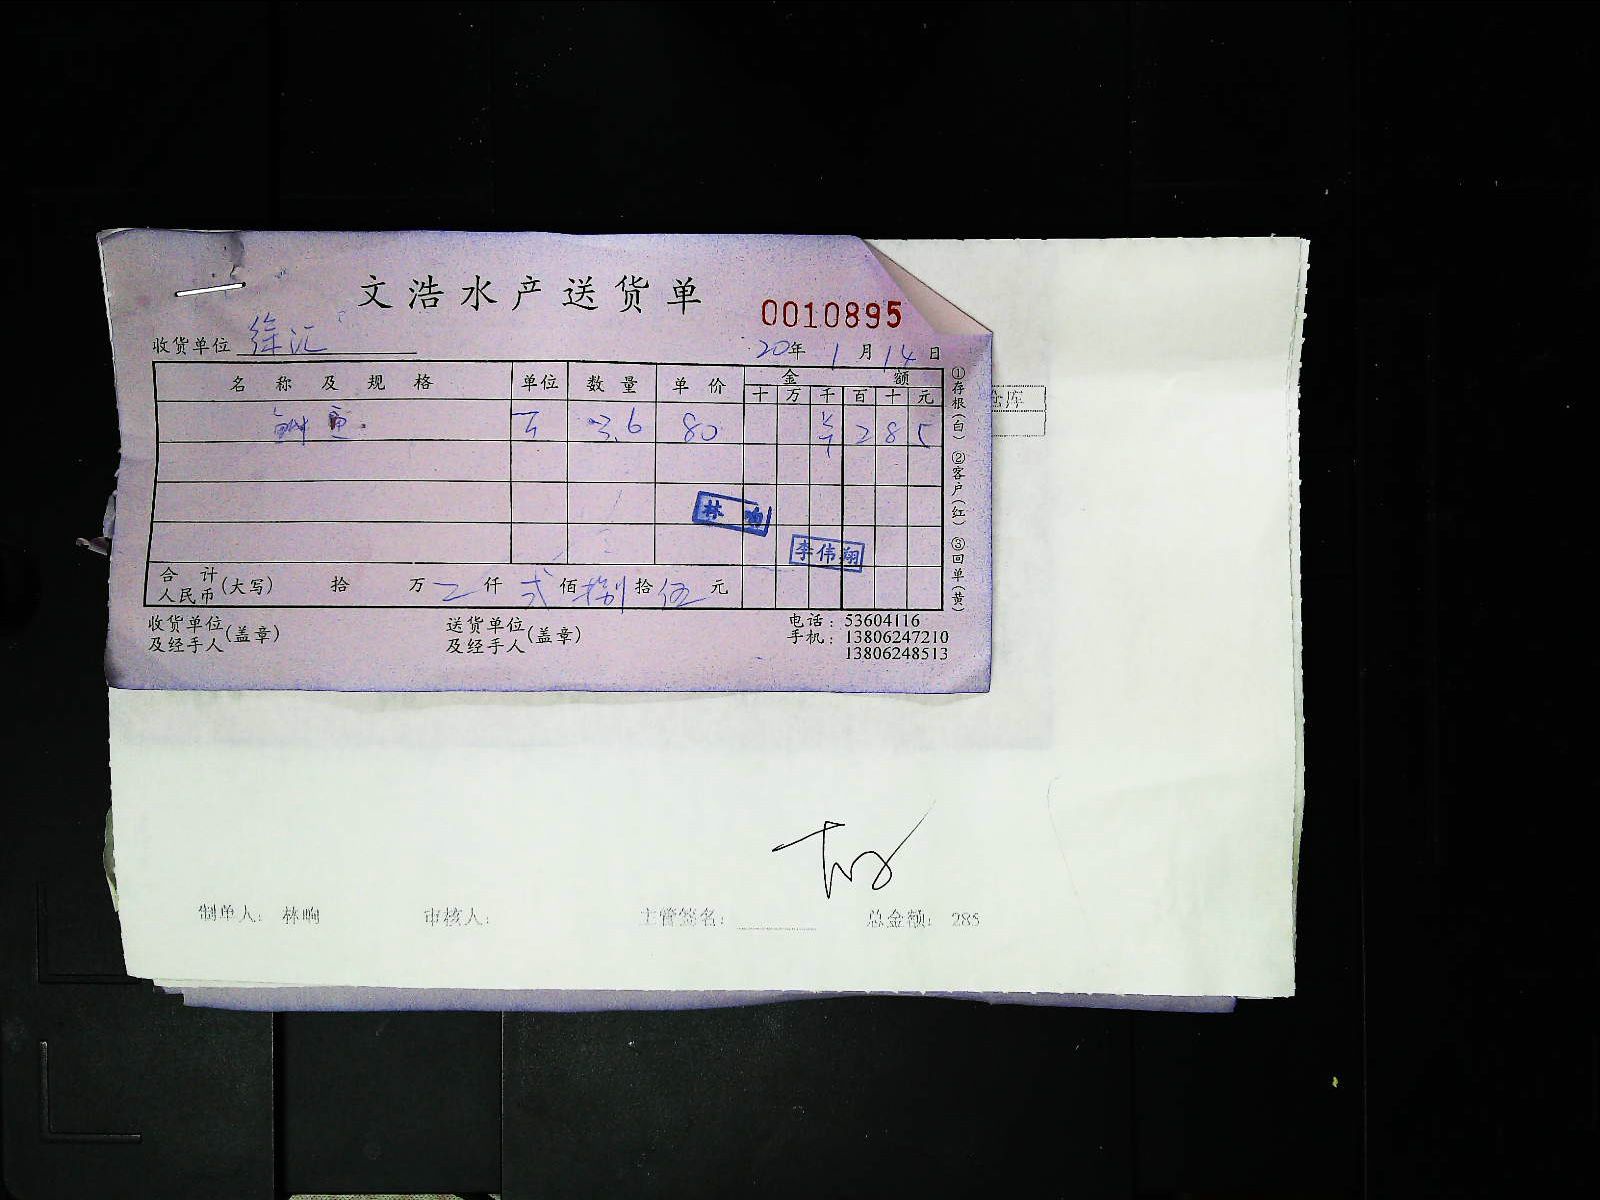 文浩水产送货单
0010895
收货单位 徐汇
20年 1月 14日
名称及规格 单位 数量 单价 金额
十 万 千 百 十 元
3.6 80 ¥ 2 8 5
林晌
李伟翔
合计人民币(大写) 拾 万 仟 弍佰捌拾伍元
收货单位及经手人(盖章) 送货单位及经手人(盖章)
电话：53604116
手机：13806247210
13806248513
①存根(白) ②客户(红) ③回单(黄)
仓库
制单人： 林晌 审核人： 主管签名： 总金额： 285